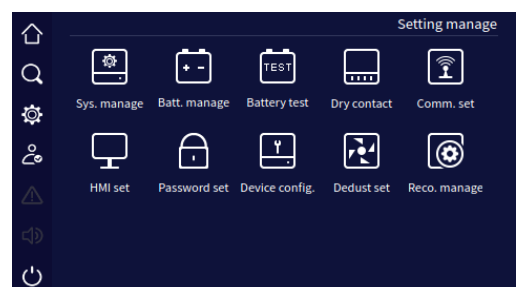 Setting manage
TEST
Sys. manage Batt. manage Battery test Dry contact Comm. set
HMI set Password set Device config. Dedust set Reco. manage